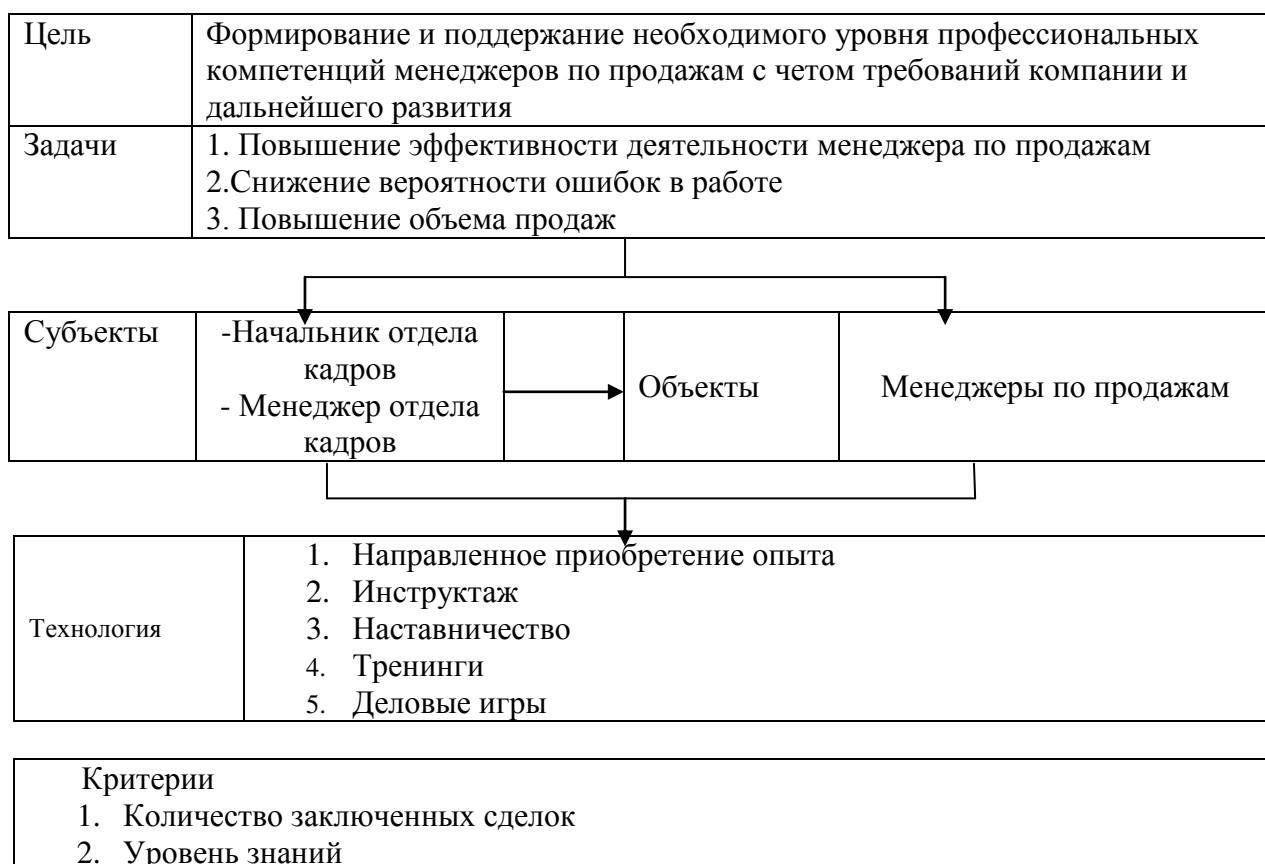 Цель
Формирование и поддержание необходимого уровня профессиональных
компетенций менеджеров по продажам с четом требований компании и
дальнейшего развития
Задачи
1. Повышение эффективности деятельности менеджера по продажам
2.Снижение вероятности ошибок в работе
3. Повышение объема продаж
Субъекты
-Начальник отдела
кадров
- Менеджер отдела
кадров
Объекты
Менеджеры по продажам
Технология
1. Направленное приобретение опыта
2. Инструктаж
3. Наставничество
4. Тренинги
5. Деловые игры
Критерии
1. Количество заключенных сделок
2. Уровень знаний